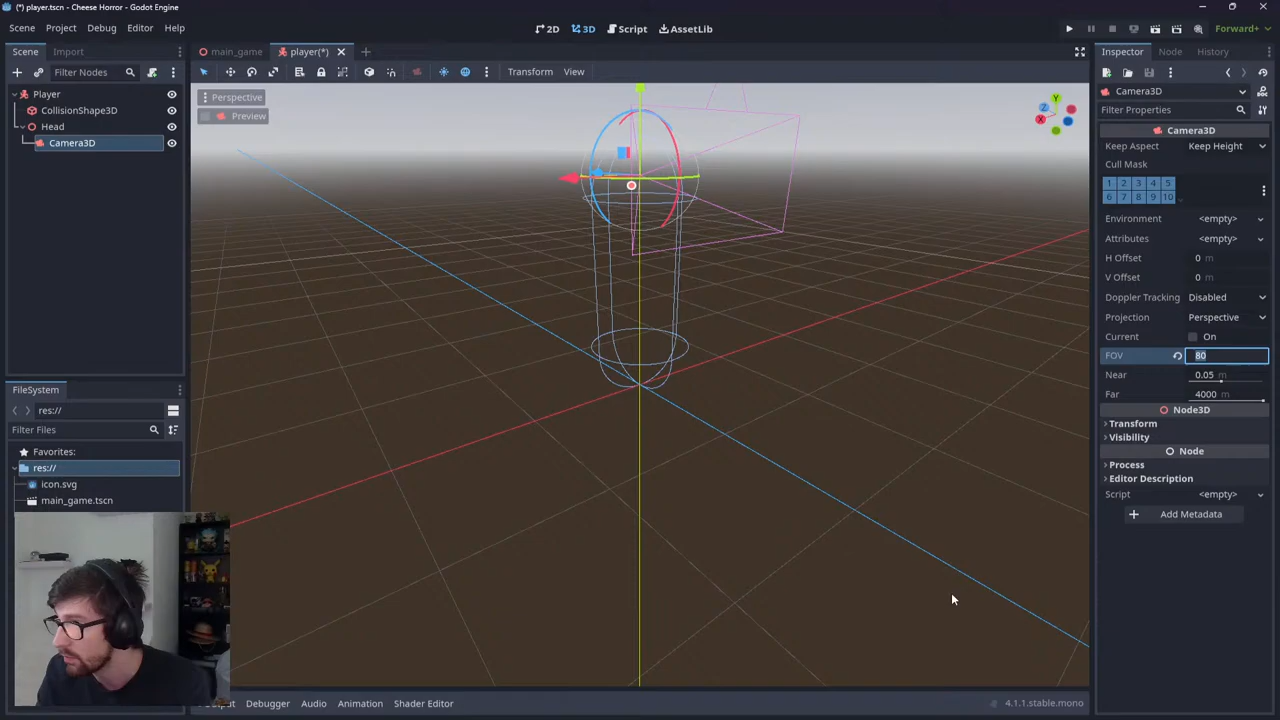 (*) player.tscn - Cheese Horror - Godot Engine
Scene Project Debug Editor Help
2D 3D Script AssetLib
Forward+
Scene Import
main_game player(*)
Inspector Node History
Filter Nodes
Transform View
Player
CollisionShape3D
Head
Camera3D
Perspective
Preview
Y
Z
X
Camera3D
Filter Properties
Camera3D
Keep Aspect Keep Height
Cull Mask
1 2 3 4 5
6 7 8 9 10
Environment <empty>
Attributes <empty>
H Offset 0 m
V Offset 0 m
Doppler Tracking Disabled
Projection Perspective
Current On
FOV 80
Near 0.05 m
Far 4000 m
Node3D
Transform
Visibility
Node
Process
Editor Description
Script <empty>
Add Metadata
FileSystem
res://
Filter Files
Favorites:
res://
icon.svg
main_game.tscn
Debugger Audio Animation Shader Editor
4.1.1.stable.mono